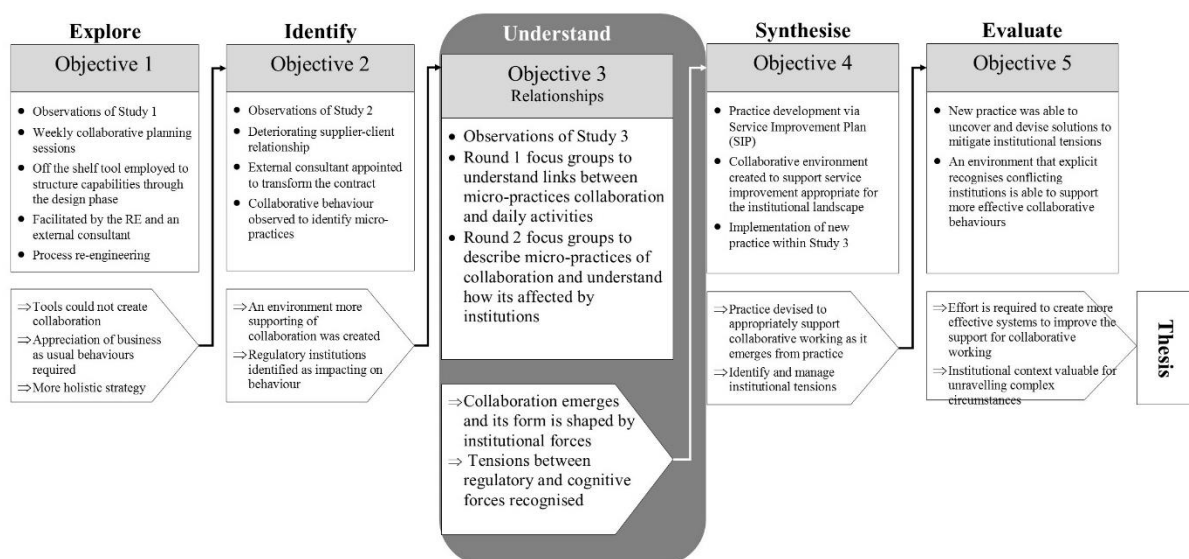 Explore
Objective 1
● Observations of Study 1
● Weekly collaborative planning
sessions
● Off the shelf tool employed to
structure capabilities through
the design phase
● Facilitated by the RE and an
external consultant
● Process re-engineering
⇒Tools could not create
collaboration
⇒Appreciation of business
as usual behaviours
required
⇒More holistic strategy
Identify
Objective 2
● Observations of Study 2
● Deteriorating supplier-client
relationship
● External consultant appointed
to transform the contract
● Collaborative behaviour
observed to identify micro-
practices
⇒An environment more
supporting of
collaboration was created
⇒Regulatory institutions
identified as impacting on
behaviour
Understand
Objective 3
Relationships
● Observations of Study 3
● Round 1 focus groups to
understand links between
micro-practices collaboration
and daily activities
● Round 2 focus groups to
describe micro-practices of
collaboration and understand
how its affected by
institutions
⇒Collaboration emerges
and its form is shaped by
institutional forces
⇒ Tensions between
regulatory and cognitive
forces recognised
Synthesise
Objective 4
● Practice development via
Service Improvement Plan
(SIP)
● Collaborative environment
created to support service
improvement appropriate for
the institutional landscape
● Implementation of new
practice within Study 3
⇒Practice devised to
appropriately support
collaborative working as it
emerges from practice
⇒Identify and manage
institutional tensions
Evaluate
Objective 5
● New practice was able to
uncover and devise solutions to
mitigate institutional tensions
● An environment that explicit
recognises conflicting
institutions is able to support
more effective collaborative
behaviours
⇒Effort is required to create more
effective systems to improve the
support for collaborative
working
⇒Institutional context valuable for
unravelling complex
circumstances
Thesis